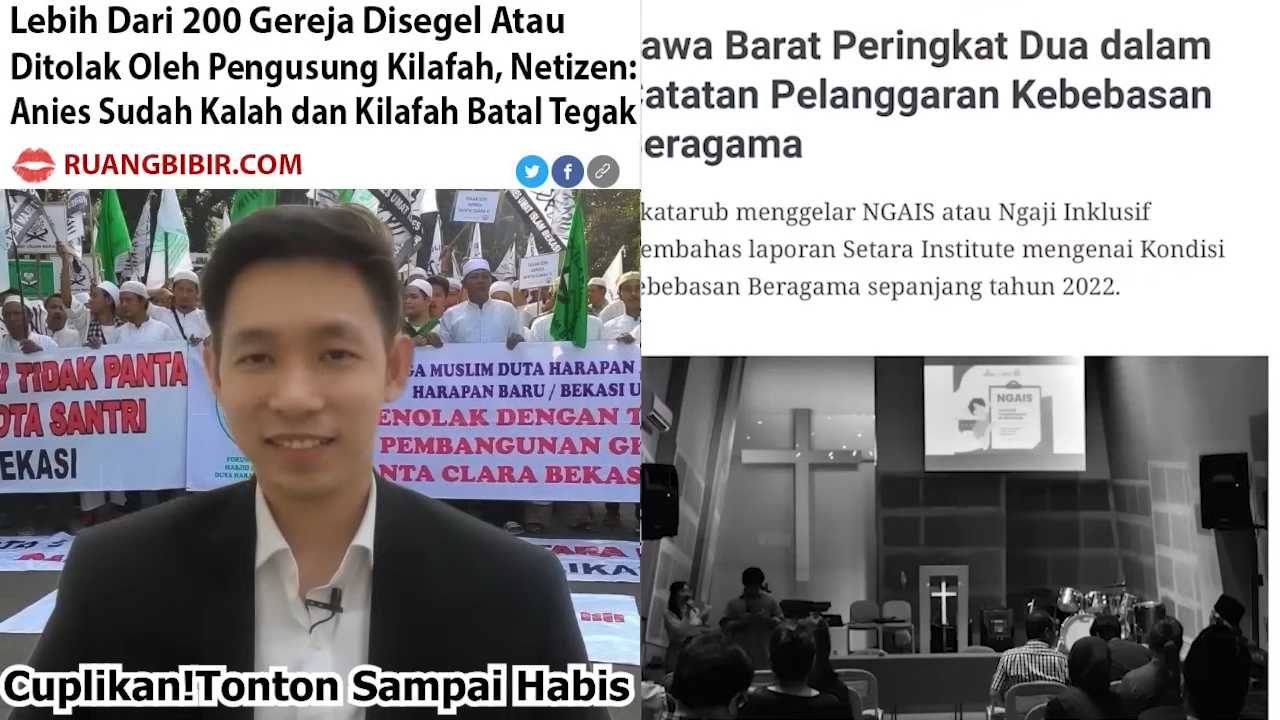 Lebih Dari 200 Gereja Disegel Atau
Ditolak Oleh Pengusung Kilafah, Netizen:
Anies Sudah Kalah dan Kilafah Batal Tegak
RUANGBIBIR.COM
TIDAK PANTA
OTA SANTRI
EKASI
GA MUSLIM DUTA HARAPAN
HARAPAN BARU / BEKASI U
ENOLAK DENGAN T
PEMBANGUNAN GE
NTA CLARA BEKAS
Cuplikan!Tonton Sampai Habis
awa Barat Peringkat Dua dalam
atatan Pelanggaran Kebebasan
eragama
katarub menggelar NGAIS atau Ngaji Inklusif
embahas laporan Setara Institute mengenai Kondisi
ebebasan Beragama sepanjang tahun 2022.
NGAIS